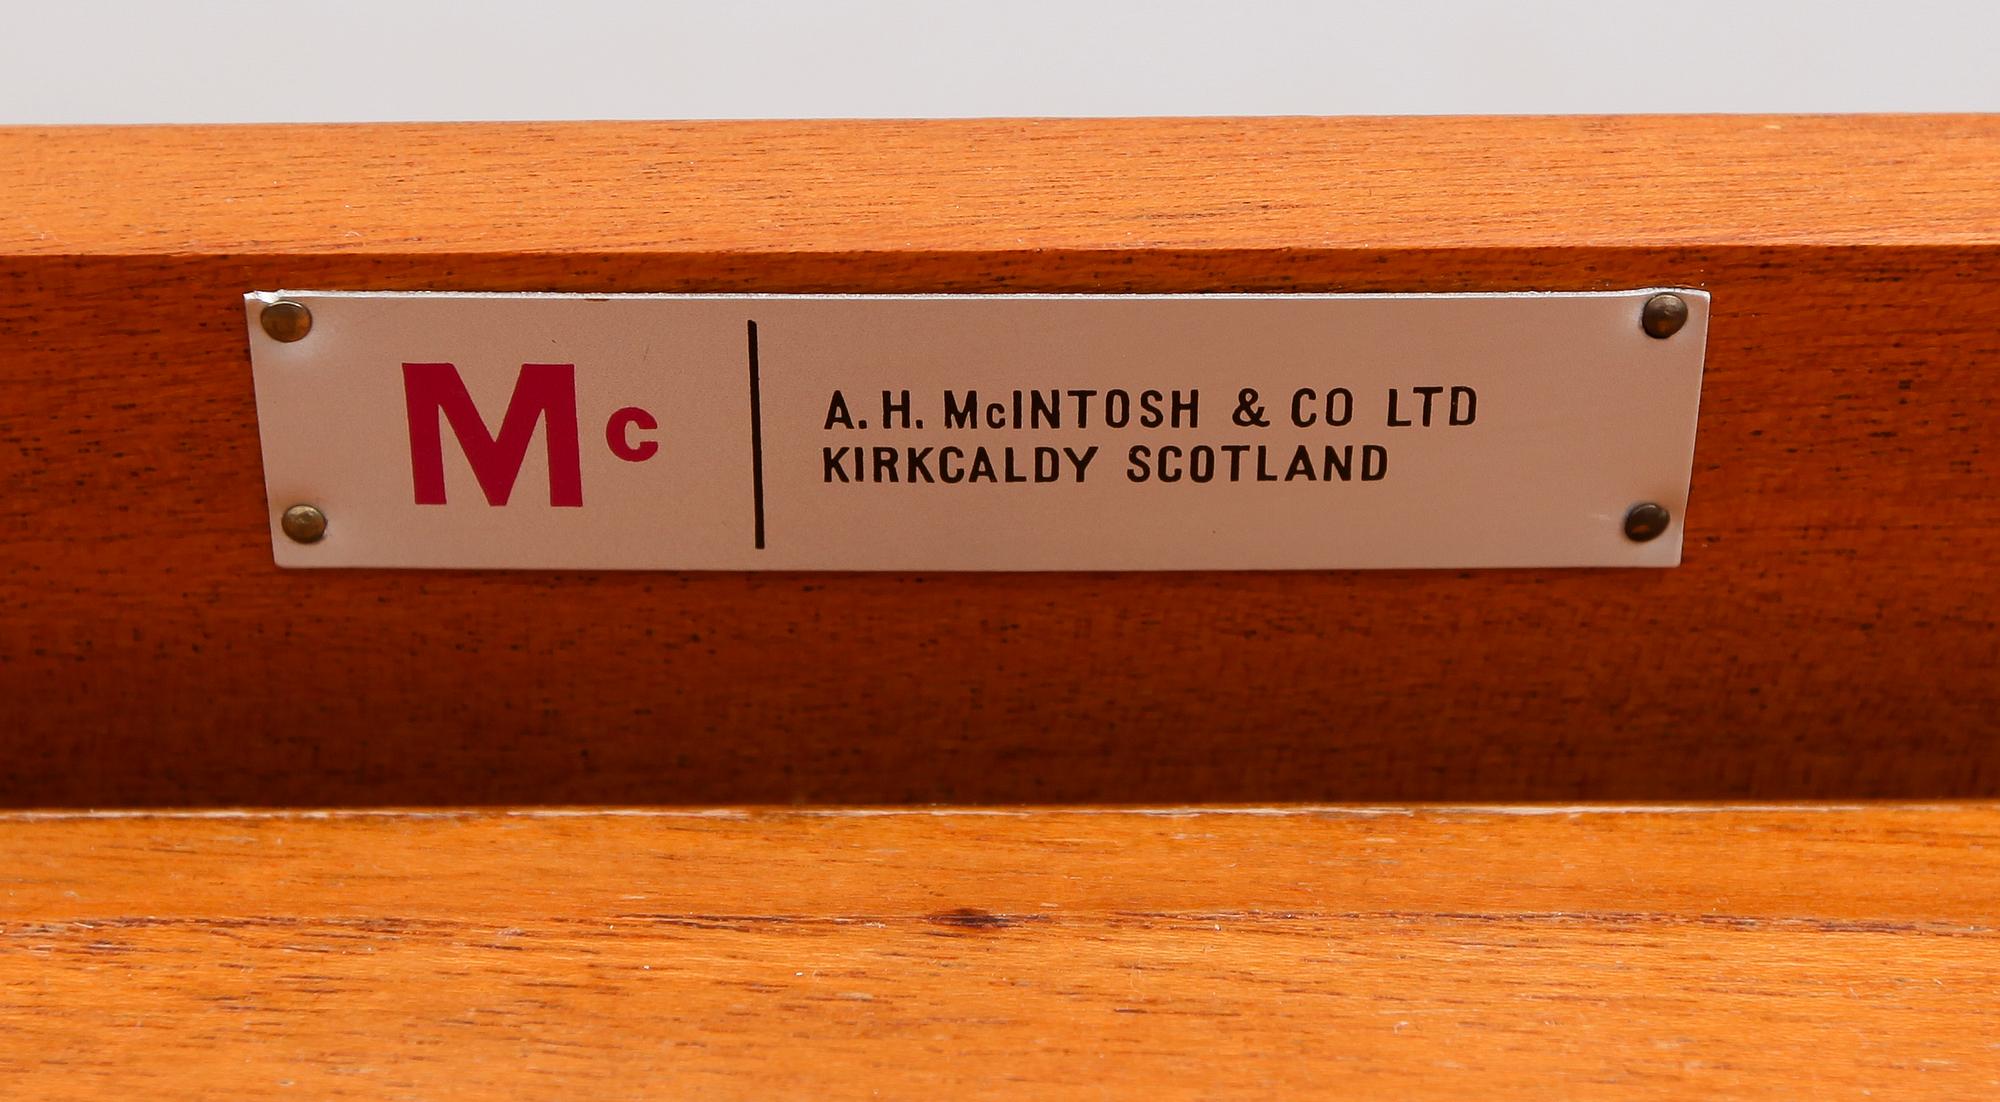 Mc
A. H. McINTOSH & CO LTD
KIRKCALDY SCOTLAND